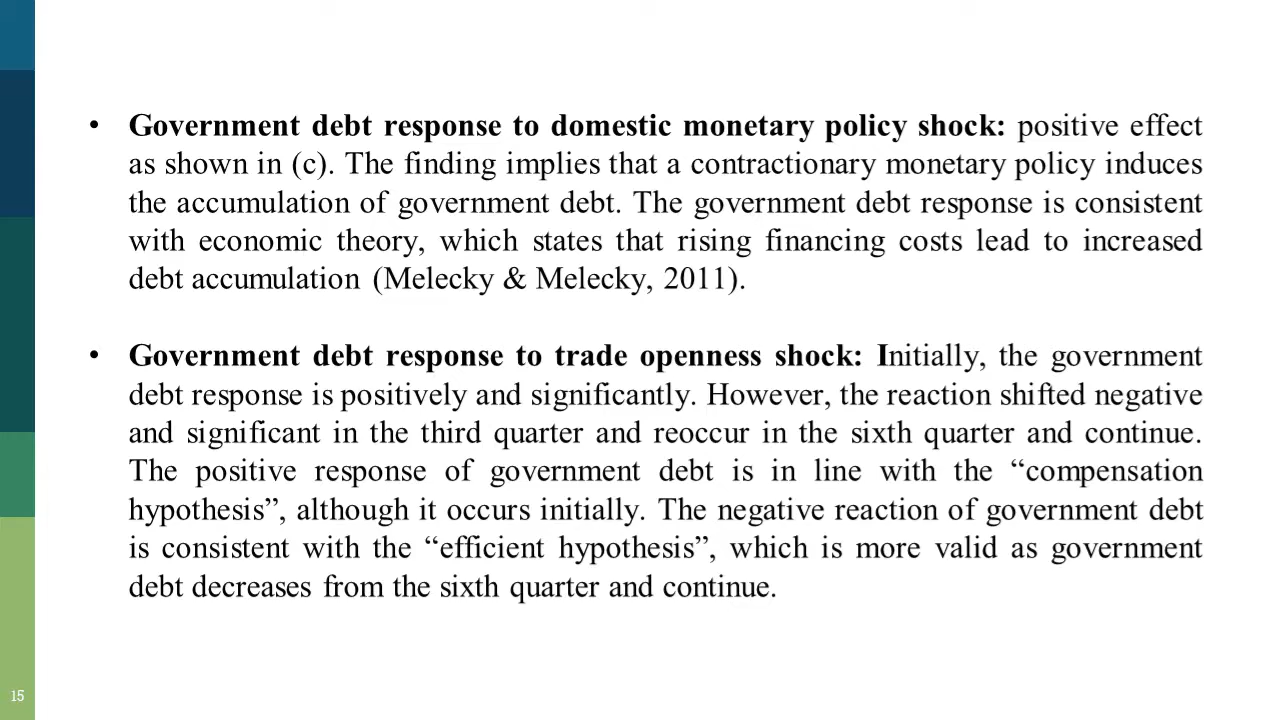 • Government debt response to domestic monetary policy shock: positive effect
as shown in (c). The finding implies that a contractionary monetary policy induces
the accumulation of government debt. The government debt response is consistent
with economic theory, which states that rising financing costs lead to increased
debt accumulation (Melecky & Melecky, 2011).
• Government debt response to trade openness shock: Initially, the government
debt response is positively and significantly. However, the reaction shifted negative
and significant in the third quarter and reoccur in the sixth quarter and continue.
The positive response of government debt is in line with the “compensation
hypothesis”, although it occurs initially. The negative reaction of government debt
is consistent with the “efficient hypothesis”, which is more valid as government
debt decreases from the sixth quarter and continue.
15